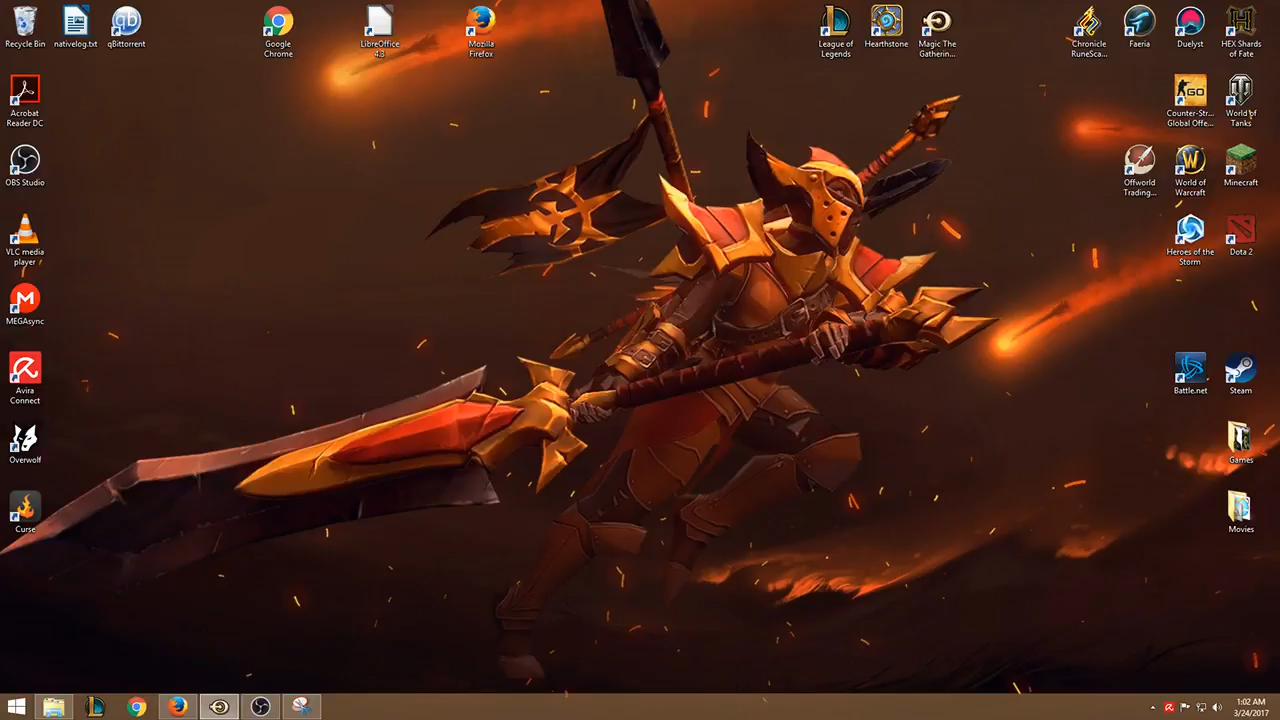 Recycle Bin
nativelog.txt
qBittorrent
Google
Chrome
LibreOffice
4.3
Mozilla
Firefox
League of
Legends
Hearthstone
Magic The
Gatherin...
Chronicle
RuneSca...
Faeria
Duelyst
HEX Shards
of Fate
Acrobat
Reader DC
GO
Counter-Str...
Global Offe...
World of
Tanks
OBS Studio
Offworld
Trading...
World of
Warcraft
Minecraft
VLC media
player
Heroes of the
Storm
Dota 2
MEGAsync
Avira
Connect
Battle.net
Steam
Overwolf
Games
Curse
Movies
1:02 AM
3/24/2017